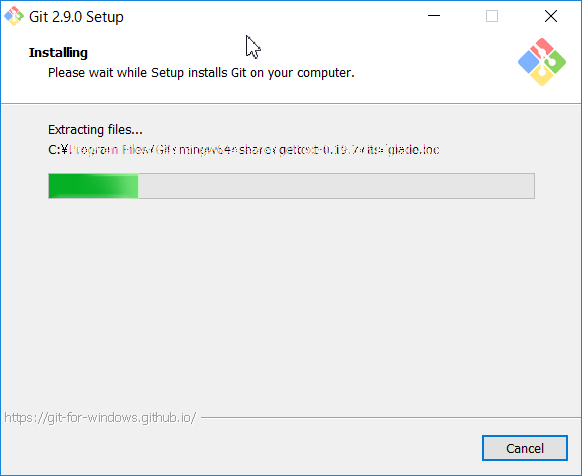 Git 2.9.0 Setup
Installing
Please wait while Setup installs Git on your computer.
Extracting files...
C:¥Program Files¥Git¥mingw64¥share¥gettext-0.19.7¥its¥glade.loc
https://git-for-windows.github.io/
Cancel